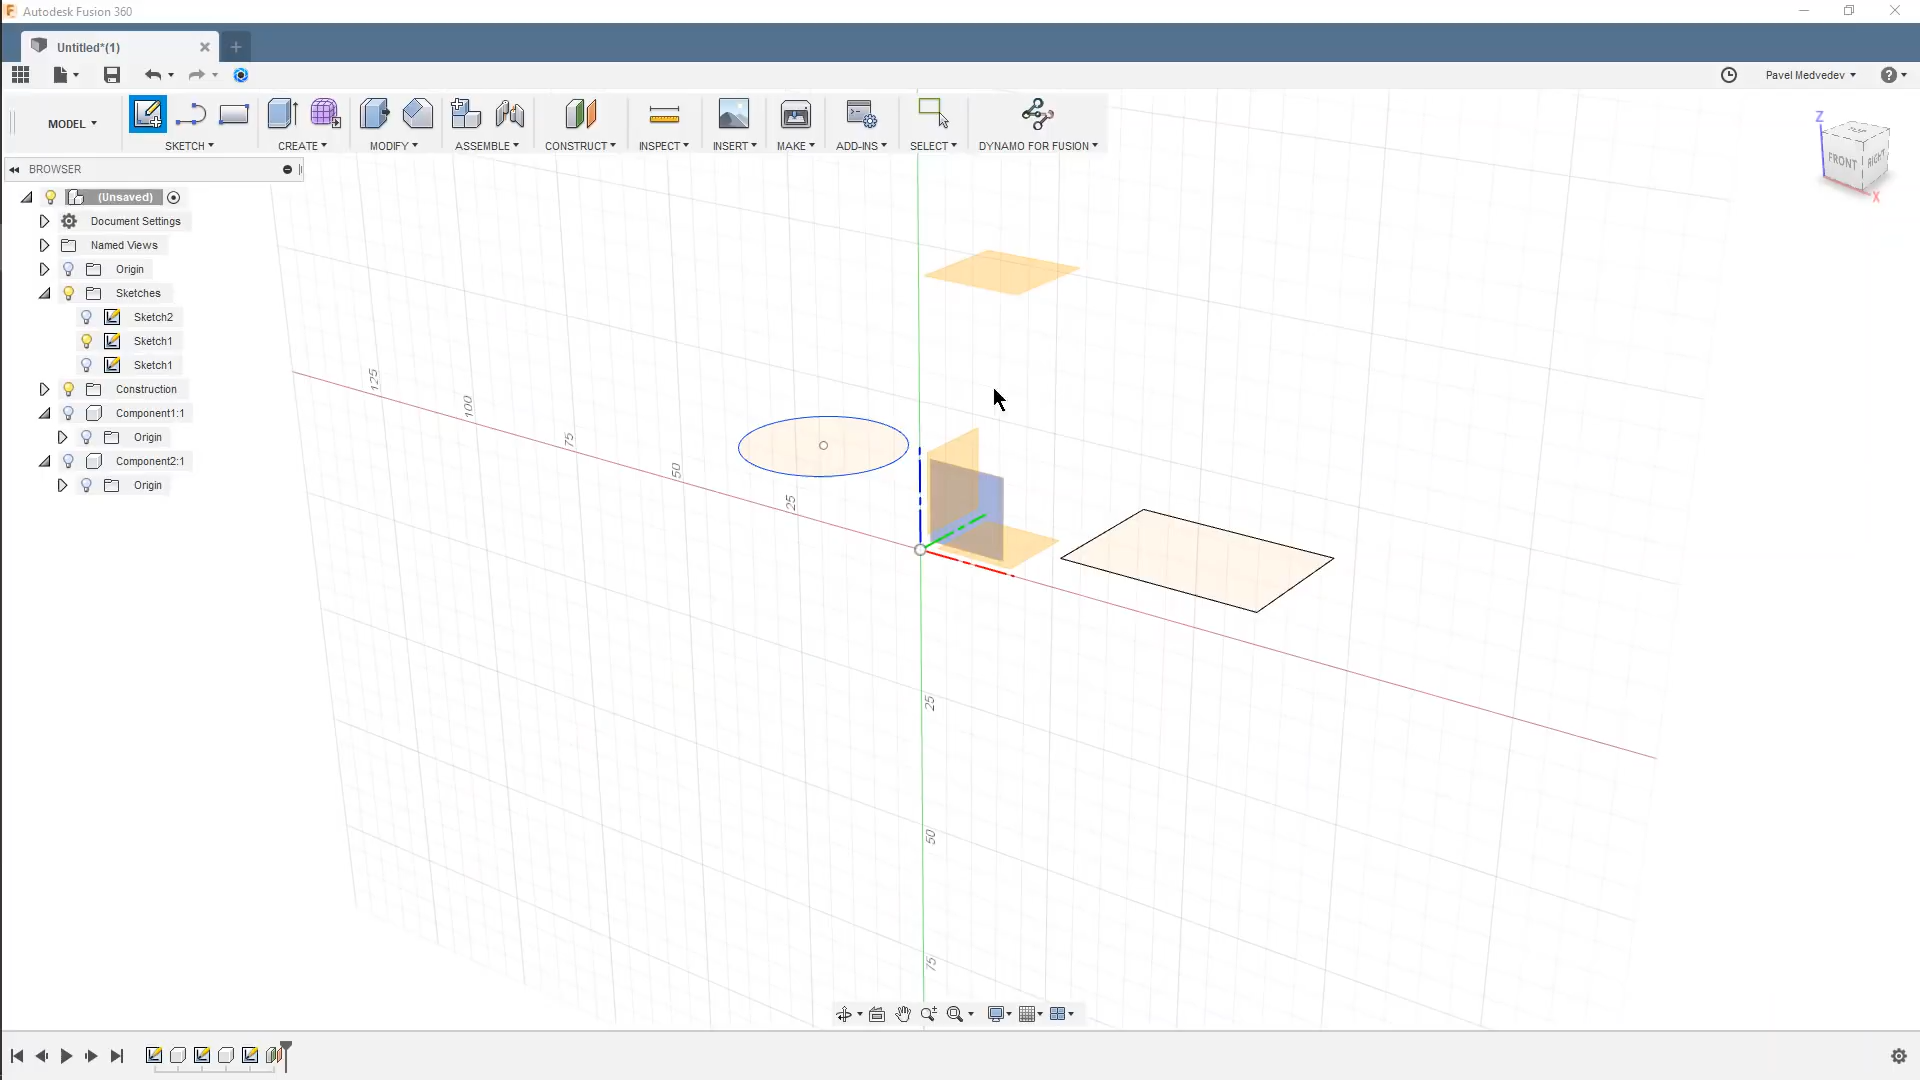 Autodesk Fusion 360
Untitled*(1)
Pavel Medvedev
MODEL
SKETCH
CREATE
MODIFY
ASSEMBLE
CONSTRUCT
INSPECT
INSERT
MAKE
ADD-INS
SELECT
DYNAMO FOR FUSION
BROWSER
(Unsaved)
Document Settings
Named Views
Origin
Sketches
Sketch2
Sketch1
Sketch1
Construction
Component1:1
Origin
Component2:1
Origin
Z
TOP
FRONT
RIGHT
X
125
100
75
50
25
25
50
75